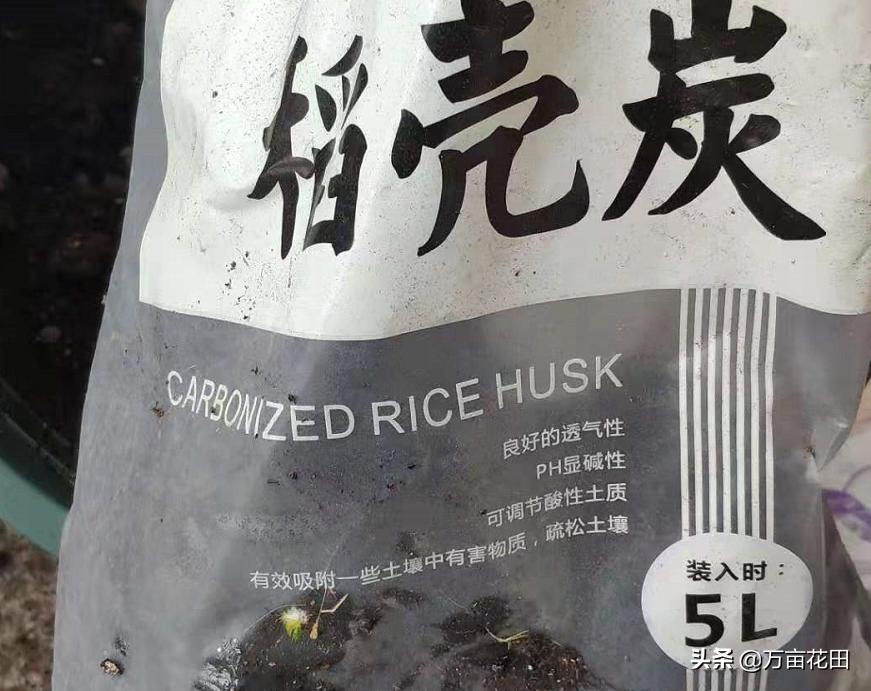 稻壳炭
CARBONIZED RICE HUSK
良好的透气性
PH显碱性
可调节酸性土质
有效吸附一些土壤中有害物质，疏松土壤
装入时：
5L
头条 @万亩花田